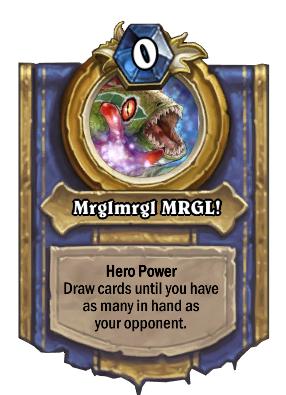 0
Mrglmrgl MRGL!
Hero Power
Draw cards until you have
as many in hand as
your opponent.